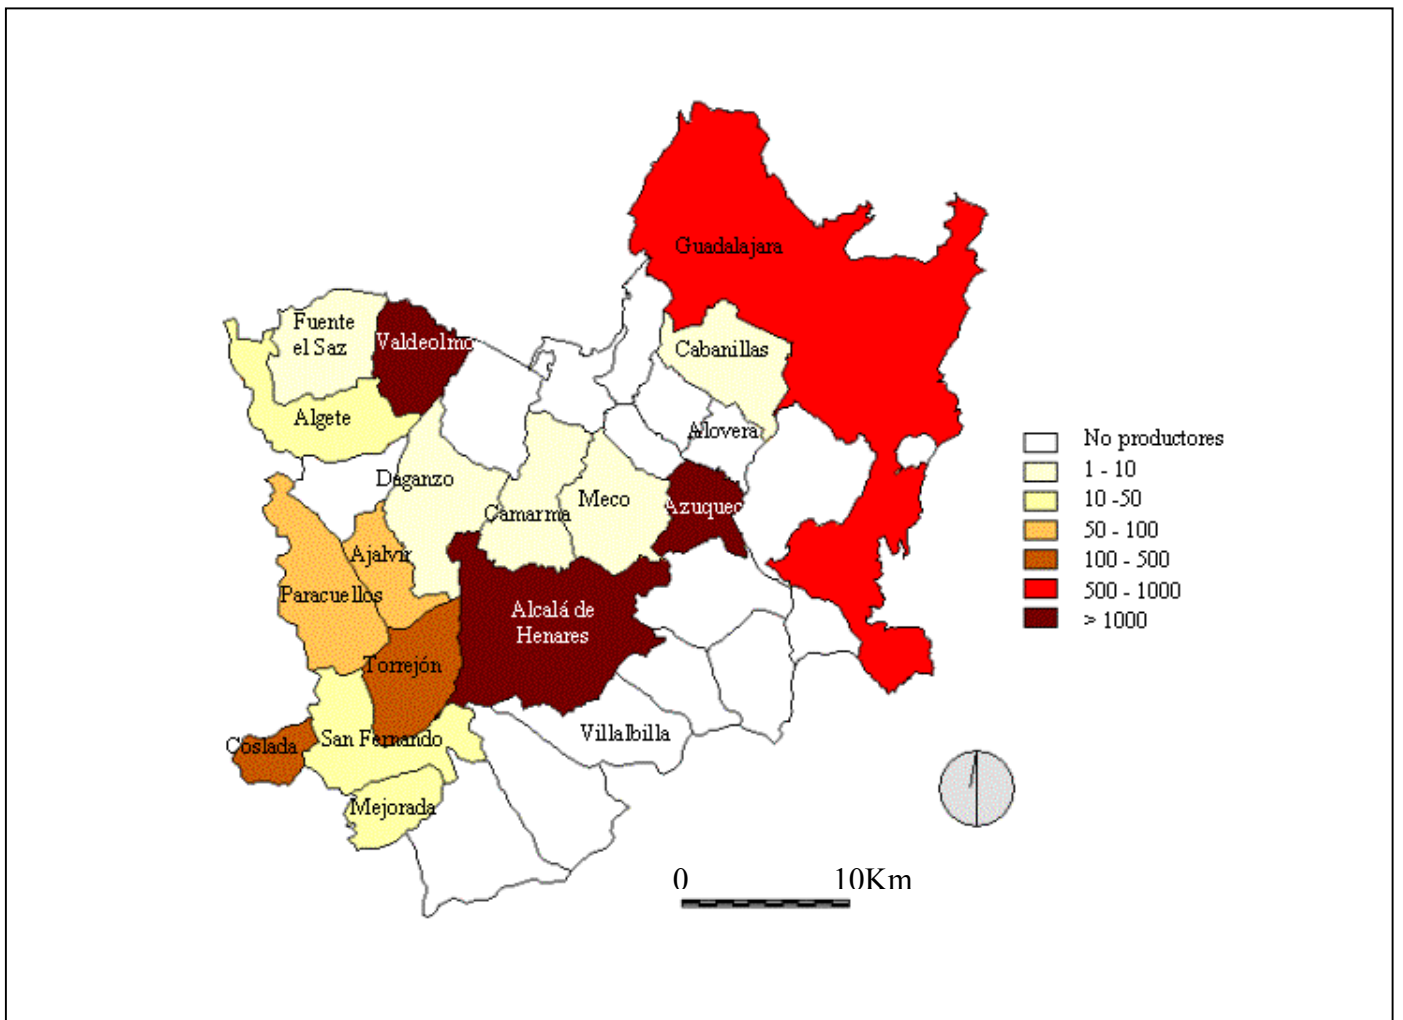 Guadalajara
Fuente
el Saz
Valdeolmo
Cabanillas
Algete
Alovera
No productores
1 - 10
10 -50
50 - 100
100 - 500
500 - 1000
> 1000
Daganzo
Camarma
Meco
Azuquec
Ajalvir
Paracuellos
Alcalá de
Henares
Torrejón
Coslada
San Fernando
Villalbilla
Mejorada
0 10Km